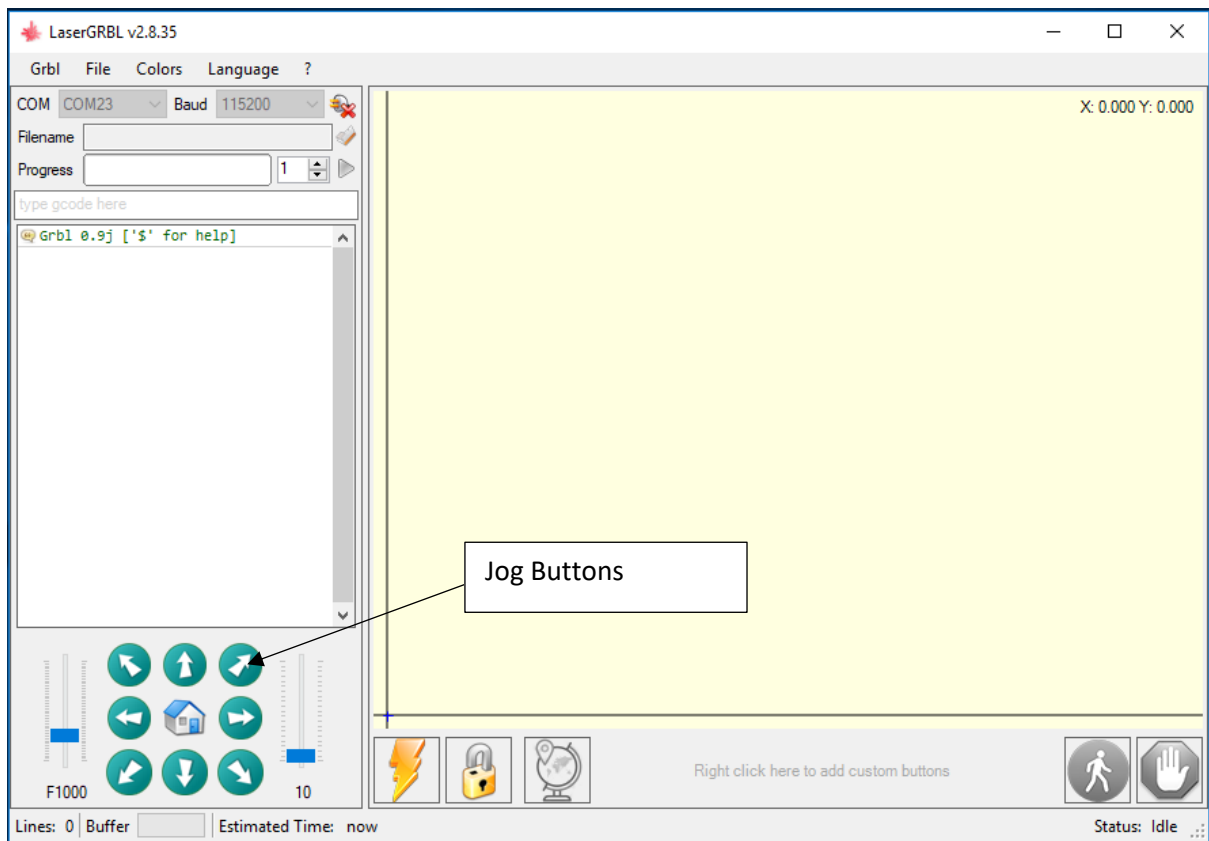 LaserGRBL v2.8.35
Grbl File Colors Language ?
COM COM23 Baud 115200
X: 0.000 Y: 0.000
Filename
Progress 1
type gcode here
Grbl 0.9j ['$' for help]
Jog Buttons
F1000 10
Right click here to add custom buttons
Lines: 0 Buffer Estimated Time: now Status: Idle